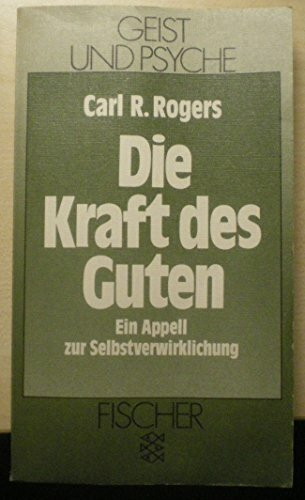 GEIST
UND PSYCHE
Carl R. Rogers
Die
Kraft des
Guten
Ein Appell
zur Selbstverwirklichung
FISCHER